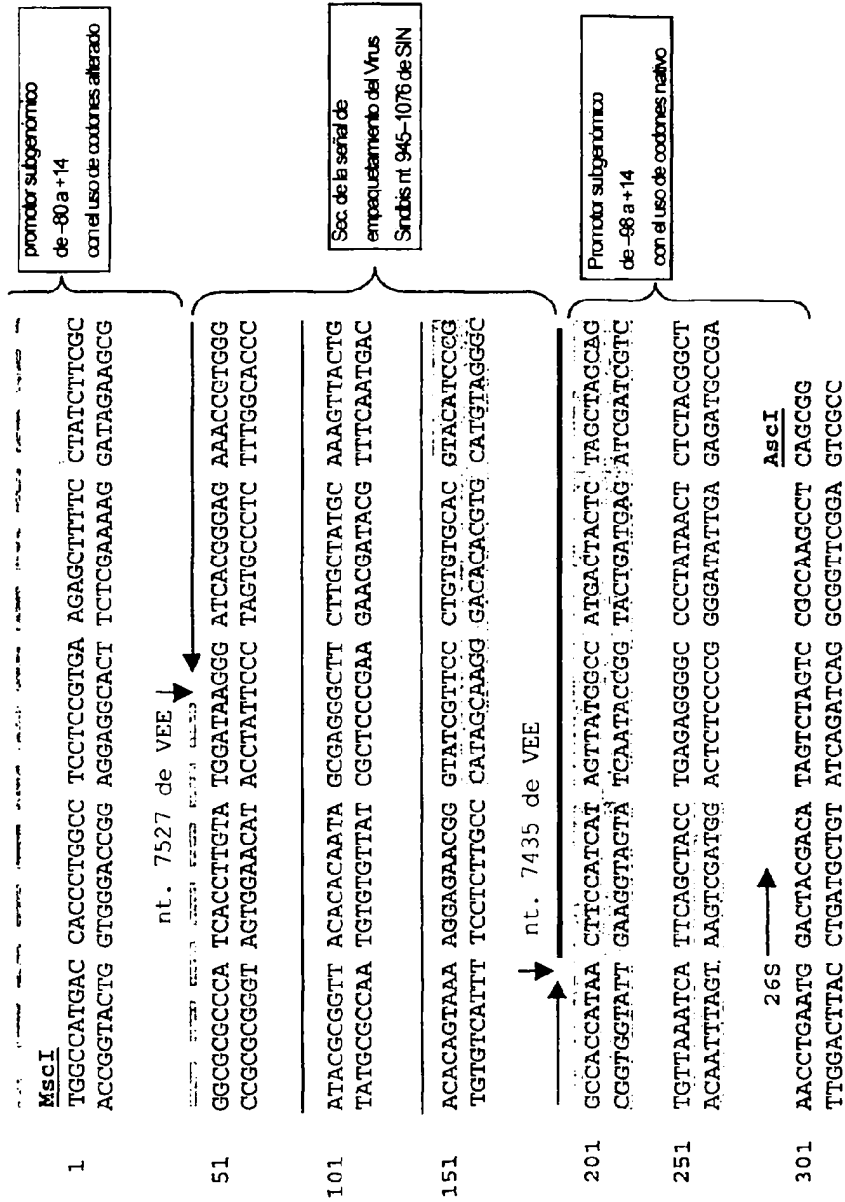 MscI
1 TGGCCATGAC CACCCTGGCC TCCTCCGTGA AGAGCTTTTC CTATCTTCGC
ACCGGTACTG GTGGGACCGG AGGAGGCACT TCTCGAAAAG GATAGAAGCG
promotor subgenómico
de –80 a +14
con el uso de codones alterado
nt. 7527 de VEE
51 GGCGCGCCCA TCACCTTGTA TGGATAAGGG ATCACGGGAG AAACCGTGGG
CCGCGCGGGT AGTGGAACAT ACCTATTCCC TAGTGCCCTC TTTGGCACCC
101 ATACGCGGTT ACACACAATA GCGAGGGCTT CTTGCTATGC AAAGTTACTG
TATGCGCCAA TGTGTGTTAT CGCTCCCGAA GAACGATACG TTTCAATGAC
Sec. de la señal de
empaquetamiento del Virus
Sindbis nt 945–1076 de SIN
151 ACACAGTAAA AGGAGAACGG GTATCGTTCC CTGTGTGCAC GTACATCCCG
TGTGTCATTT TCCTCTTGCC CATAGCAAGG GACACACGTG CATGTAGGGC
nt. 7435 de VEE
201 GCCACCATAA CTTCCATCAT AGTTATGGCC ATGACTACTC TAGCTAGCAG
CGGTGGTATT GAAGGTAGTA TCAATACCGG TACTGATGAG ATCGATCGTC
251 TGTTAAATCA TTCAGCTACC TGAGAGGGGC CCCTATAACT CTCTACGGCT
ACAATTTAGT AAGTCGATGG ACTCTCCCCG GGGATATTGA GAGATGCCGA
Promotor subgenómico
de –98 a +14
con el uso de codones nativo
26S
AscI
301 AACCTGAATG GACTACGACA TAGTCTAGTC CGCCAAGCCT CAGCGG
TTGGACTTAC CTGATGCTGT ATCAGATCAG GCGGTTCGGA GTCGCC